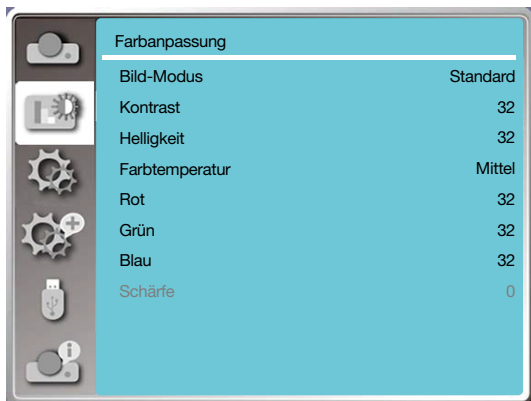 Farbanpassung
Bild-Modus Standard
Kontrast 32
Helligkeit 32
Farbtemperatur Mittel
Rot 32
Grün 32
Blau 32
Schärfe 0